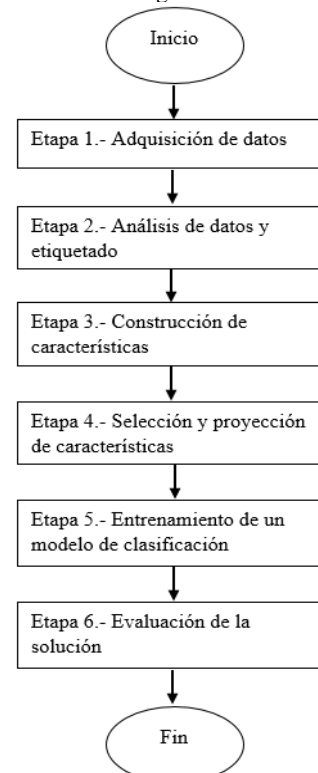 Inicio
Etapa 1.- Adquisición de datos
Etapa 2.- Análisis de datos y
etiquetado
Etapa 3.- Construcción de
características
Etapa 4.- Selección y proyección
de características
Etapa 5.- Entrenamiento de un
modelo de clasificación
Etapa 6.- Evaluación de la
solución
Fin